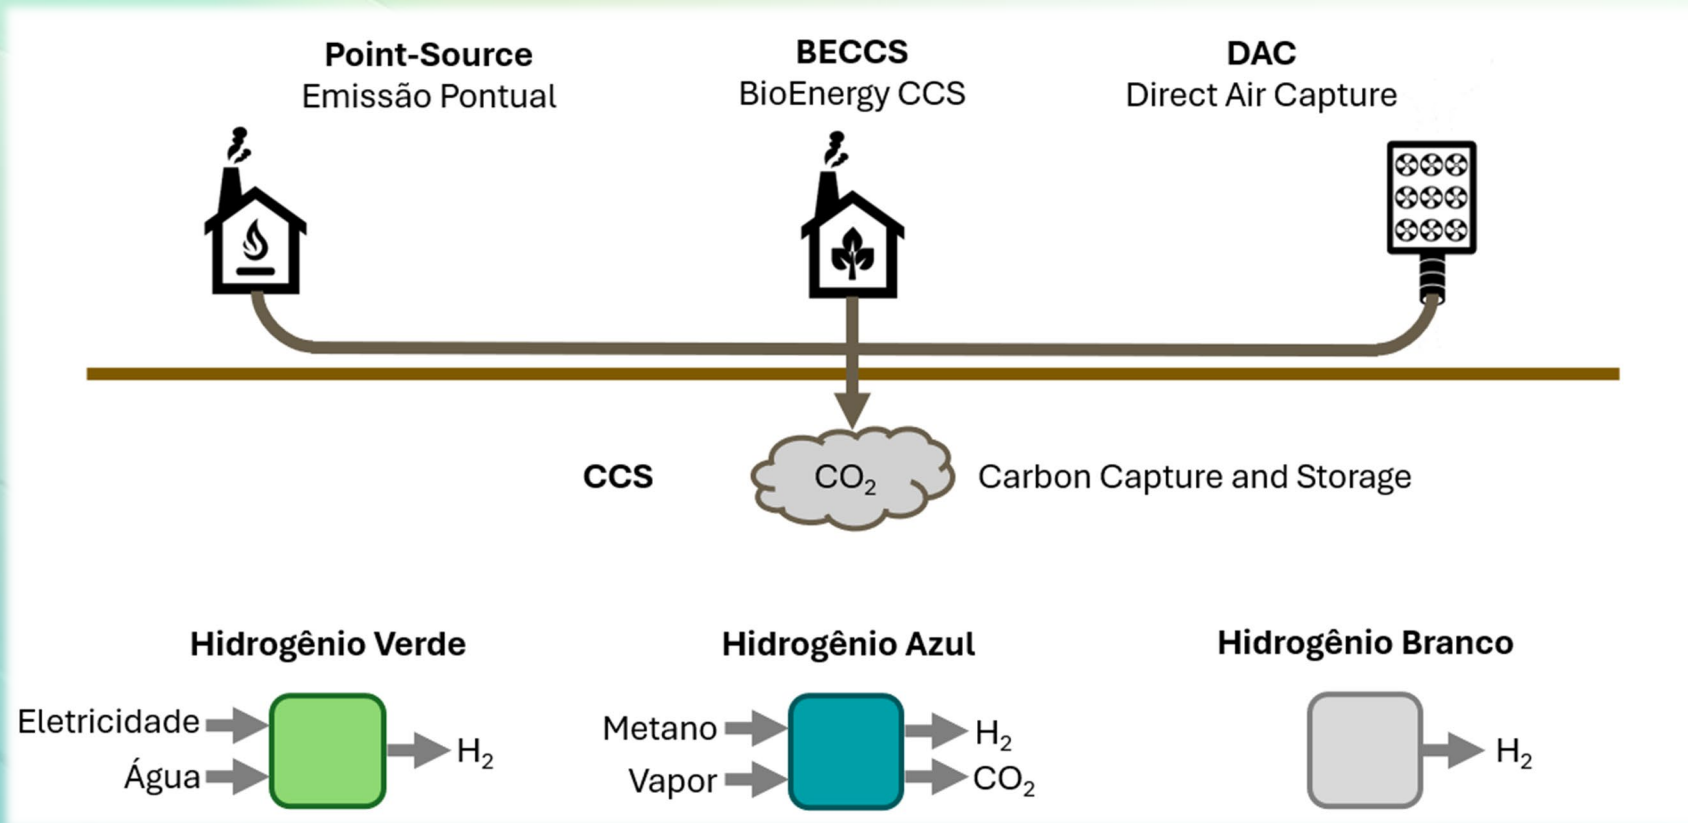 Point-Source
Emissão Pontual
BECCS
BioEnergy CCS
DAC
Direct Air Capture
CCS
CO₂
Carbon Capture and Storage
Hidrogênio Verde
Eletricidade
Água
H₂
Hidrogênio Azul
Metano
Vapor
H₂
CO₂
Hidrogênio Branco
H₂